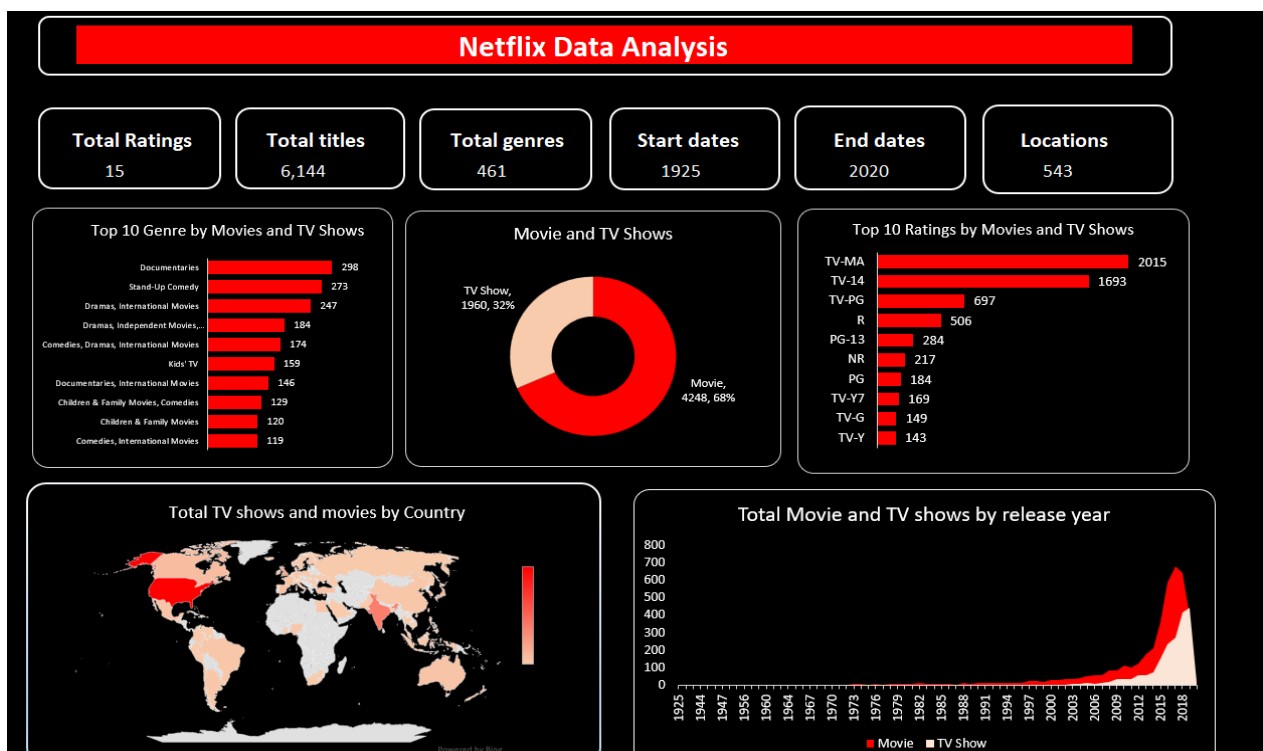 Netflix Data Analysis
Total Ratings
15
Total titles
6,144
Total genres
461
Start dates
1925
End dates
2020
Locations
543
Top 10 Genre by Movies and TV Shows
Documentaries 298
Stand-Up Comedy 273
Dramas, International Movies 247
Dramas, Independent Movies,... 184
Comedies, Dramas, International Movies 174
Kids' TV 159
Documentaries, International Movies 146
Children & Family Movies, Comedies 129
Children & Family Movies 120
Comedies, International Movies 119
Movie and TV Shows
TV Show,
1960, 32%
Movie,
4248, 68%
Top 10 Ratings by Movies and TV Shows
TV-MA 2015
TV-14 1693
TV-PG 697
R 506
PG-13 284
NR 217
PG 184
TV-Y7 169
TV-G 149
TV-Y 143
Total TV shows and movies by Country
Powered by Bing
Total Movie and TV shows by release year
800
700
600
500
400
300
200
100
0
1925 1944 1956 1960 1964 1967 1970 1973 1976 1979 1982 1985 1988 1991 1994 1997 2000 2003 2006 2009 2012 2015 2018
Movie TV Show